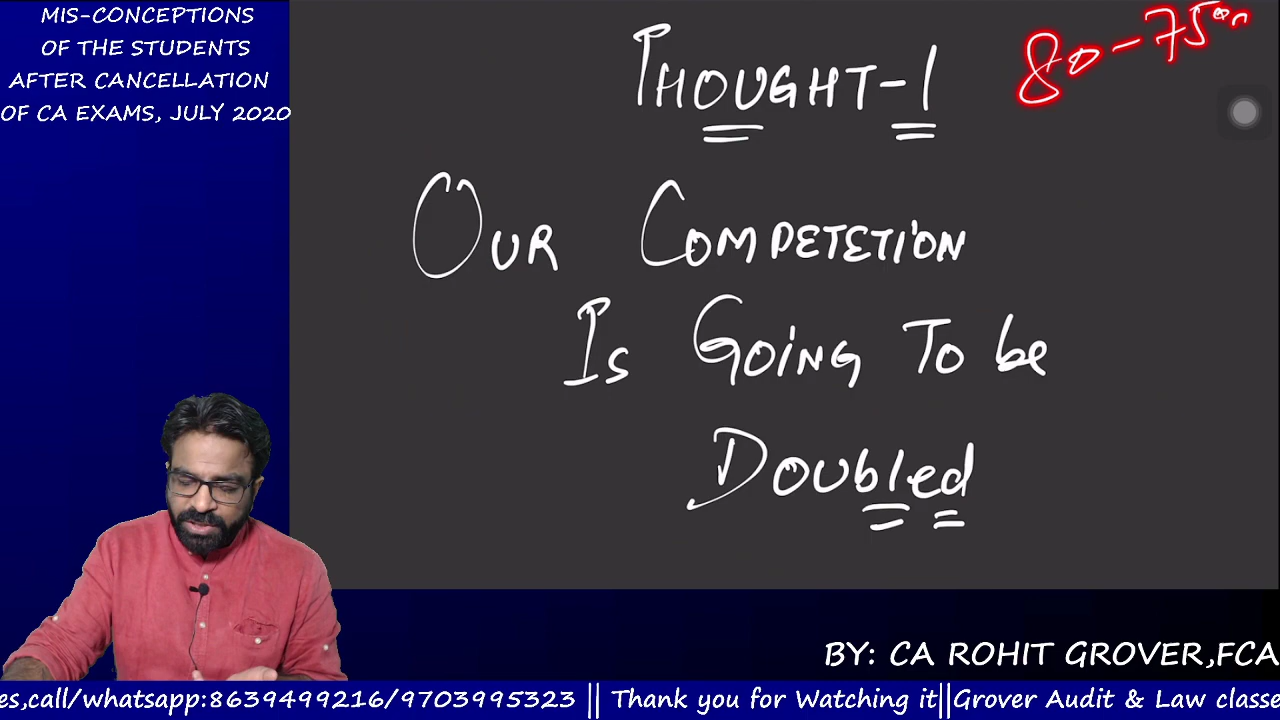 MIS-CONCEPTIONS
OF THE STUDENTS
AFTER CANCELLATION
OF CA EXAMS, JULY 2020
THOUGHT-1
OUR COMPETETION
IS GOING TO be
DOUblEd
BY: CA ROHIT GROVER,FCA
es,call/whatsapp:8639499216/9703995323 || Thank you for Watching it||Grover Audit & Law classe